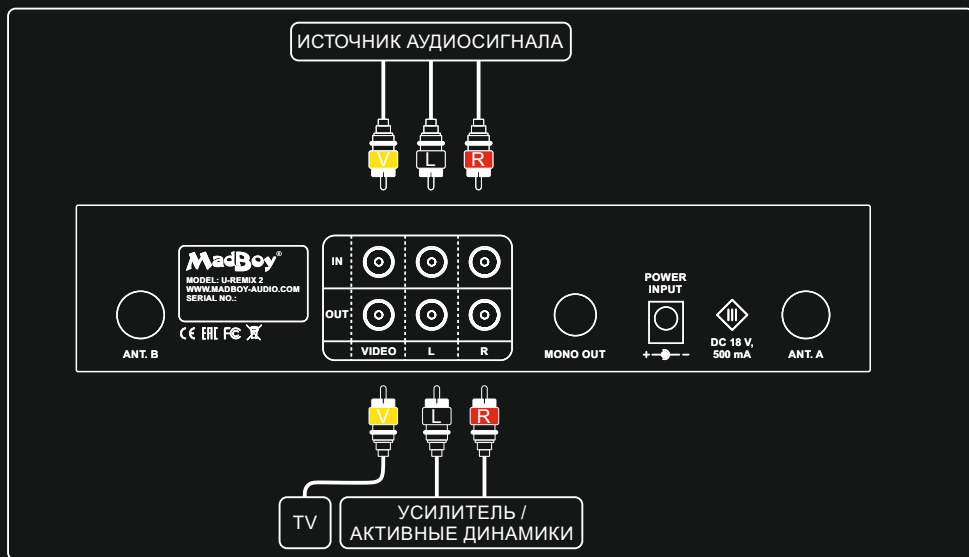 ИСТОЧНИК АУДИОСИГНАЛА
V L R
MadBoy®
MODEL: U-REMIX 2
WWW.MADBOY-AUDIO.COM
SERIAL NO.:
CE EAC FC
IN
OUT
VIDEO L R
ANT. B
MONO OUT
POWER
INPUT
+ -
III
DC 18 V,
500 mA
ANT. A
V L R
TV
УСИЛИТЕЛЬ /
АКТИВНЫЕ ДИНАМИКИ